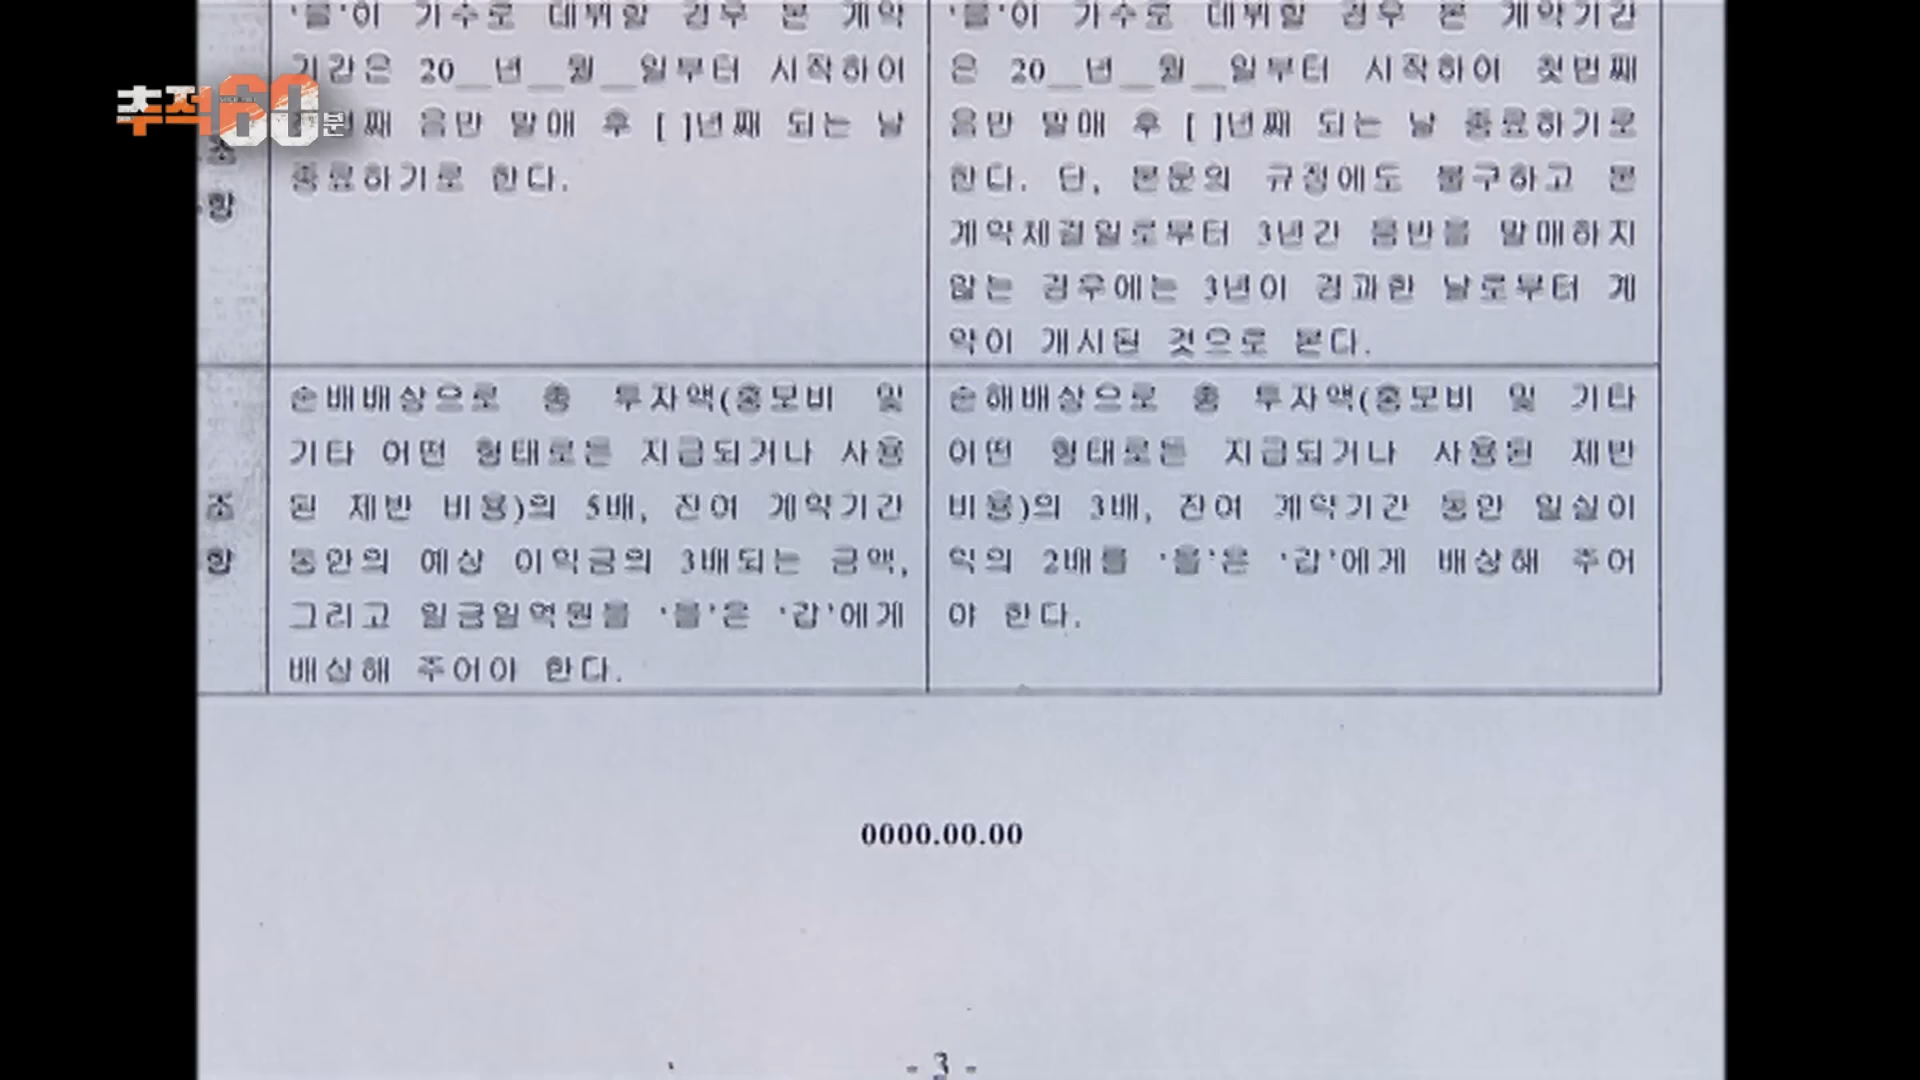 추적60분
'을'이 가수로 데뷔할 경우 본 계약
기간은 20__년__월__일부터 시작하여
번째 음반 발매 후 [ ]년째 되는 날
종료하기로 한다.
조
항
'을'이 가수로 데뷔할 경우 본 계약기간
은 20__년__월__일부터 시작하여 첫번째
음반 발매 후 [ ]년째 되는 날 종료하기로
한다. 단, 본문의 규정에도 불구하고 본
계약체결일로부터 3년간 음반을 발매하지
않는 경우에는 3년이 경과한 날로부터 계
약이 개시된 것으로 본다.
조
항
손배배상으로 총 투자액(홍보비 및
기타 어떤 형태로든 지급되거나 사용
된 제반 비용)의 5배, 잔여 계약기간
동안의 예상 이익금의 3배되는 금액,
그리고 일금일억원을 '을'은 '갑'에게
배상해 주어야 한다.
손해배상으로 총 투자액(홍보비 및 기타
어떤 형태로든 지급되거나 사용된 제반
비용)의 3배, 잔여 계약기간 동안 일실이
익의 2배를 '을'은 '갑'에게 배상해 주어
야 한다.
0000.00.00
- 3 -